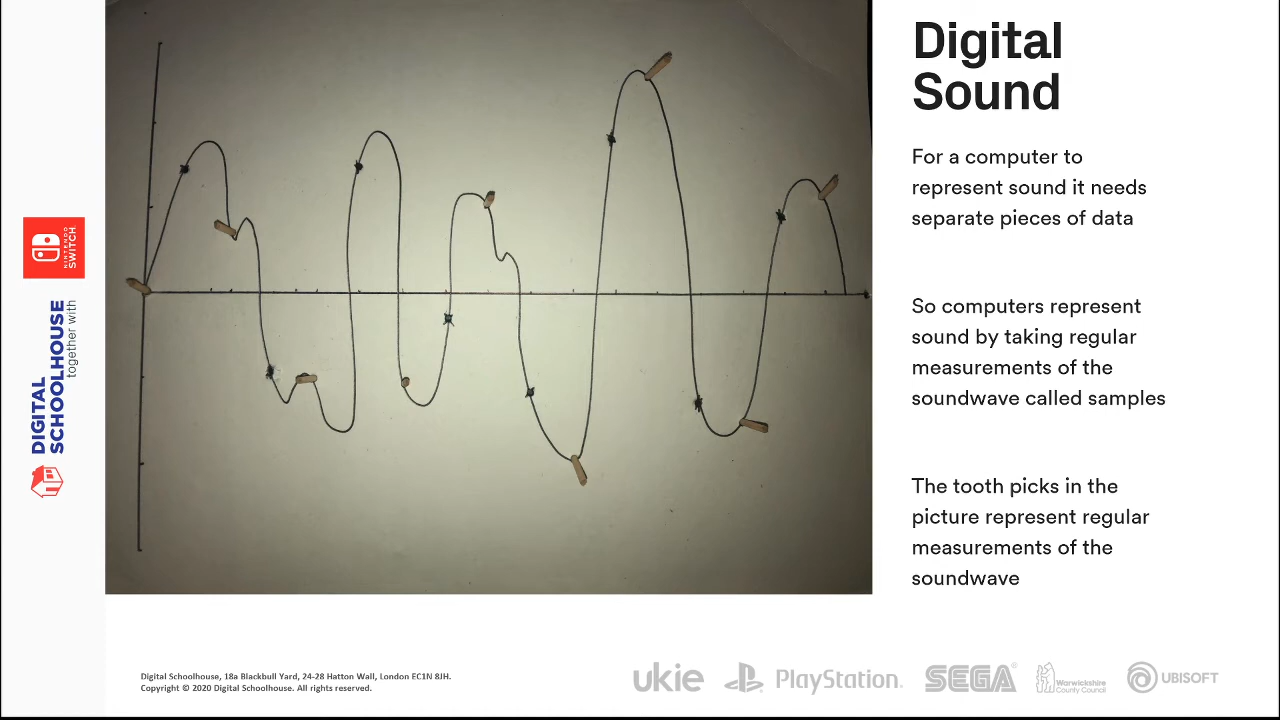 Digital
Sound
For a computer to
represent sound it needs
separate pieces of data
So computers represent
sound by taking regular
measurements of the
soundwave called samples
The tooth picks in the
picture represent regular
measurements of the
soundwave
NINTENDO
SWITCH
DIGITAL
SCHOOLHOUSE
together with
Digital Schoolhouse, 18a Blackbull Yard, 24-28 Hatton Wall, London EC1N 8JH.
Copyright © 2020 Digital Schoolhouse. All rights reserved.
ukie
PlayStation.
SEGA
Warwickshire
County Council
UBISOFT